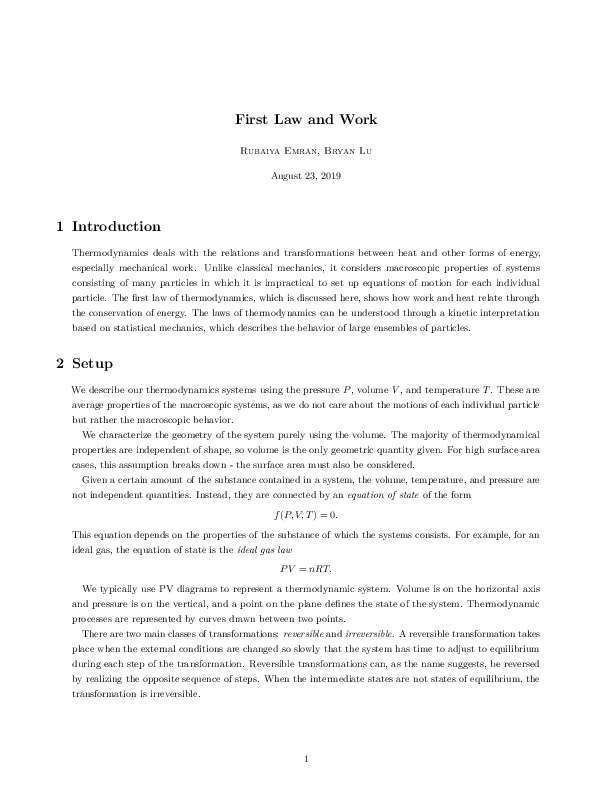 First Law and Work
Rubaiya Emran, Bryan Lu
August 23, 2019
1 Introduction
Thermodynamics deals with the relations and transformations between heat and other forms of energy,
especially mechanical work. Unlike classical mechanics, it considers macroscopic properties of systems
consisting of many particles in which it is impractical to set up equations of motion for each individual
particle. The first law of thermodynamics, which is discussed here, shows how work and heat relate through
the conservation of energy. The laws of thermodynamics can be understood through a kinetic interpretation
based on statistical mechanics, which describes the behavior of large ensembles of particles.
2 Setup
We describe our thermodynamics systems using the pressure P, volume V, and temperature T. These are
average properties of the macroscopic systems, as we do not care about the motions of each individual particle
but rather the macroscopic behavior.
We characterize the geometry of the system purely using the volume. The majority of thermodynamical
properties are independent of shape, so volume is the only geometric quantity given. For high surface area
cases, this assumption breaks down - the surface area must also be considered.
Given a certain amount of the substance contained in a system, the volume, temperature, and pressure are
not independent quantities. Instead, they are connected by an equation of state of the form
f(P, V, T) = 0.
This equation depends on the properties of the substance of which the systems consists. For example, for an
ideal gas, the equation of state is the ideal gas law
PV = nRT.
We typically use PV diagrams to represent a thermodynamic system. Volume is on the horizontal axis
and pressure is on the vertical, and a point on the plane defines the state of the system. Thermodynamic
processes are represented by curves drawn between two points.
There are two main classes of transformations: reversible and irreversible. A reversible transformation takes
place when the external conditions are changed so slowly that the system has time to adjust to equilibrium
during each step of the transformation. Reversible transformations can, as the name suggests, be reversed
by realizing the opposite sequence of steps. When the intermediate states are not states of equilibrium, the
transformation is irreversible.
1